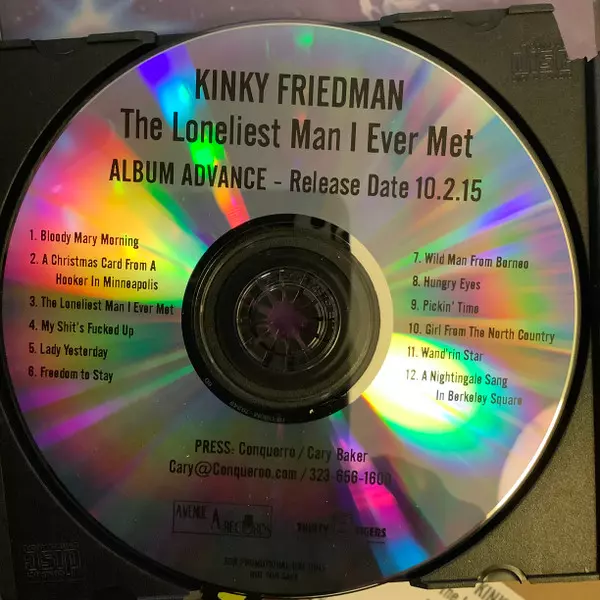 KINKY FRIEDMAN
The Loneliest Man I Ever Met
ALBUM ADVANCE - Release Date 10.2.15
1. Bloody Mary Morning
2. A Christmas Card From A
Hooker In Minneapolis
3. The Loneliest Man I Ever Met
4. My Shit's Fucked Up
5. Lady Yesterday
6. Freedom to Stay
7. Wild Man From Borneo
8. Hungry Eyes
9. Pickin' Time
10. Girl From The North Country
11. Wand'rin Star
12. A Nightingale Sang
In Berkeley Square
PRESS: Conquerro / Cary Baker
Cary@Conqueroo.com / 323-656-1600
AVENUE A RECORDS
KINKY